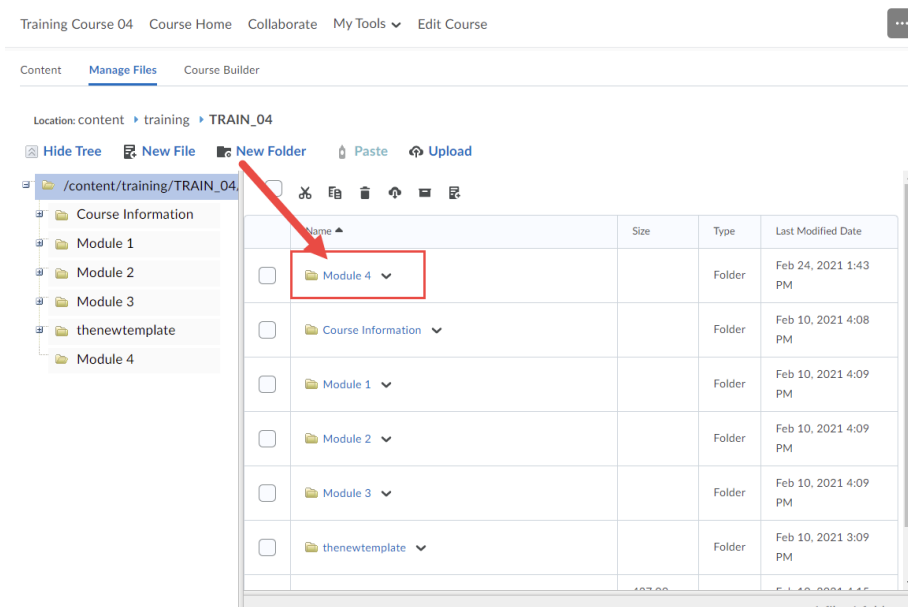 Training Course 04 Course Home Collaborate My Tools Edit Course
Content Manage Files Course Builder
Location: content training TRAIN_04
Hide Tree New File New Folder Paste Upload
/content/training/TRAIN_04
Course Information
Module 1
Module 2
Module 3
thenewtemplate
Module 4
Name Size Type Last Modified Date
Module 4 Folder Feb 24, 2021 1:43
PM
Course Information Folder Feb 10, 2021 4:08
PM
Module 1 Folder Feb 10, 2021 4:09
PM
Module 2 Folder Feb 10, 2021 4:09
PM
Module 3 Folder Feb 10, 2021 4:09
PM
thenewtemplate Folder Feb 10, 2021 3:09
PM